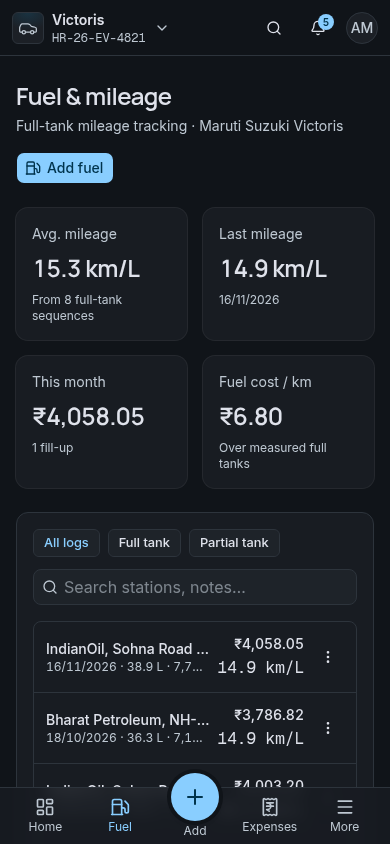 Victoris
HR-26-EV-4821
5
AM
Fuel & mileage
Full-tank mileage tracking · Maruti Suzuki Victoris
Add fuel
Avg. mileage
15.3 km/L
From 8 full-tank
sequences
Last mileage
14.9 km/L
16/11/2026
This month
₹4,058.05
1 fill-up
Fuel cost / km
₹6.80
Over measured full
tanks
All logs
Full tank
Partial tank
Search stations, notes...
IndianOil, Sohna Road ...
₹4,058.05
16/11/2026 · 38.9 L · 7,7...
14.9 km/L
Bharat Petroleum, NH-...
₹3,786.82
18/10/2026 · 36.3 L · 7,1...
14.9 km/L
₹4,003.20
Home
Fuel
Add
Expenses
More